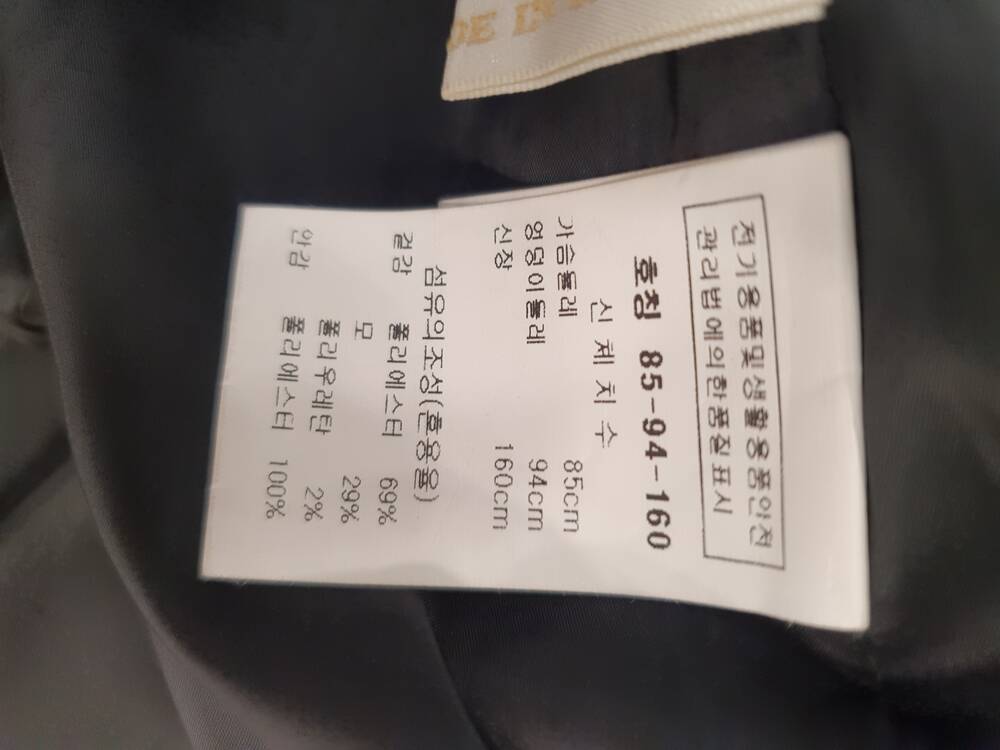 DE IN
전기용품및생활용품안전
관리법에의한품질표시
호칭 85-94-160
신체치수
가슴둘레 85cm
엉덩이둘레 94cm
신장 160cm
섬유의조성(혼용율)
겉감 폴리에스터 69%
모 29%
폴리우레탄 2%
안감 폴리에스터 100%